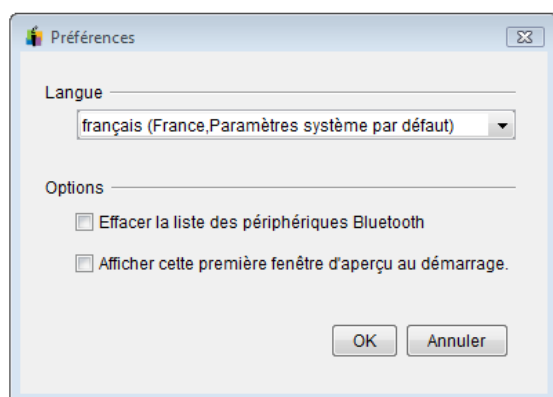 Préférences
Langue
français (France,Paramètres système par défaut)
Options
Effacer la liste des périphériques Bluetooth
Afficher cette première fenêtre d'aperçu au démarrage.
OK Annuler